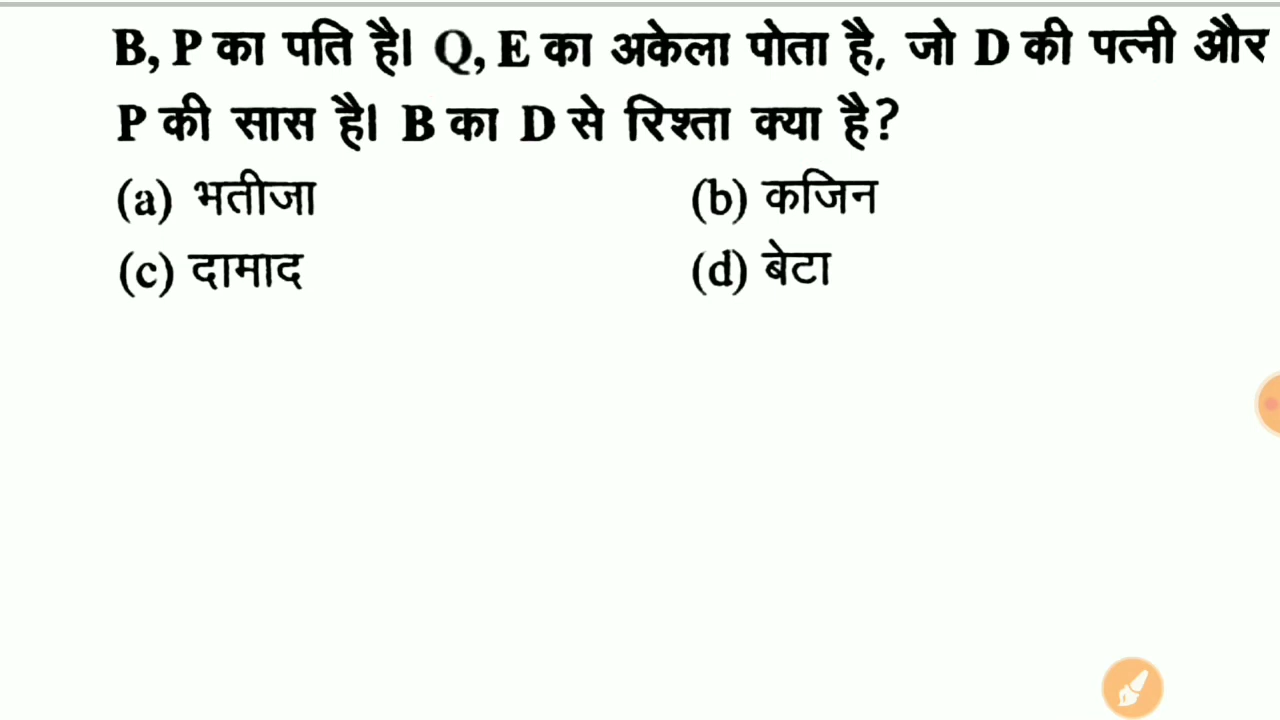 B, P का पति है। Q, E का अकेला पोता है, जो D की पत्नी और
P की सास है। B का D से रिश्ता क्या है?
(a) भतीजा (b) कजिन
(c) दामाद (d) बेटा